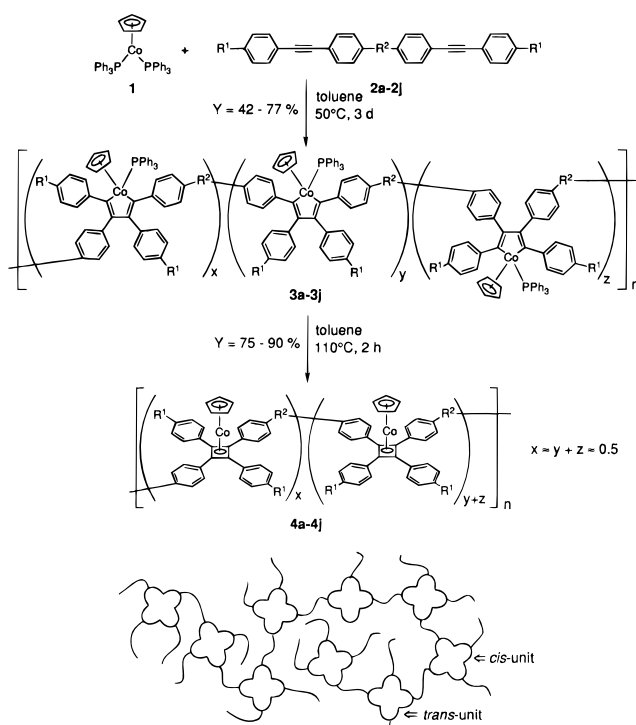 Co
Ph₃P PPh₃
1
+
R¹ R² R¹
2a-2j
Y = 42 - 77 %
toluene
50°C, 3 d
Co PPh₃ R¹ R² R¹ x
Co PPh₃ R² R¹ R¹ y
R² R¹ R¹ Co PPh₃ z
n
3a-3j
Y = 75 - 90 %
toluene
110°C, 2 h
R¹ Co R² R¹ x
Co R² R¹ R¹ y+z
n
x ≈ y + z ≈ 0.5
4a-4j
⇐ cis-unit
⇐ trans-unit